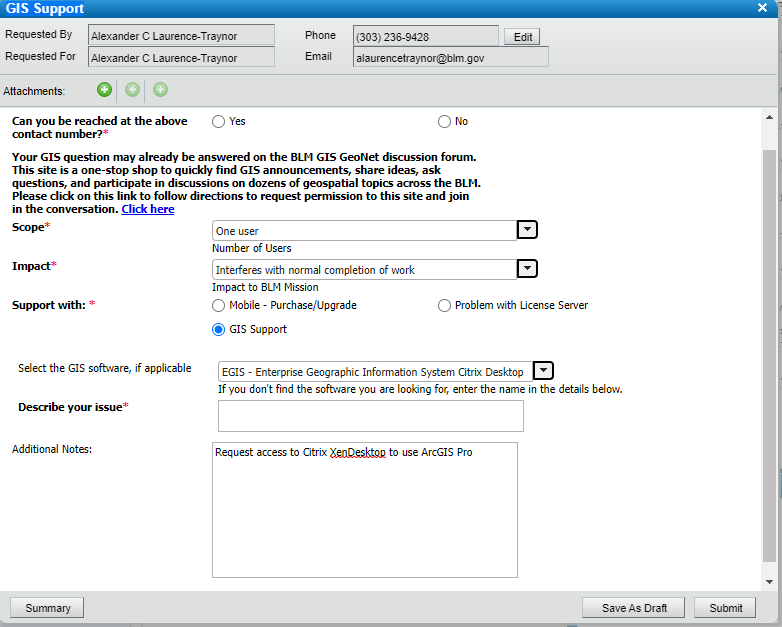 GIS Support
Requested By Alexander C Laurence-Traynor Phone (303) 236-9428 Edit
Requested For Alexander C Laurence-Traynor Email alaurencetraynor@blm.gov
Attachments:
Can you be reached at the above Yes No
contact number?*
Your GIS question may already be answered on the BLM GIS GeoNet discussion forum.
This site is a one-stop shop to quickly find GIS announcements, share ideas, ask
questions, and participate in discussions on dozens of geospatial topics across the BLM.
Please click on this link to follow directions to request permission to this site and join
in the conversation. Click here
Scope* One user
Number of Users
Impact* Interferes with normal completion of work
Impact to BLM Mission
Support with: * Mobile - Purchase/Upgrade Problem with License Server
GIS Support
Select the GIS software, if applicable EGIS - Enterprise Geographic Information System Citrix Desktop
If you don't find the software you are looking for, enter the name in the details below.
Describe your issue*
Additional Notes: Request access to Citrix XenDesktop to use ArcGIS Pro
Summary Save As Draft Submit